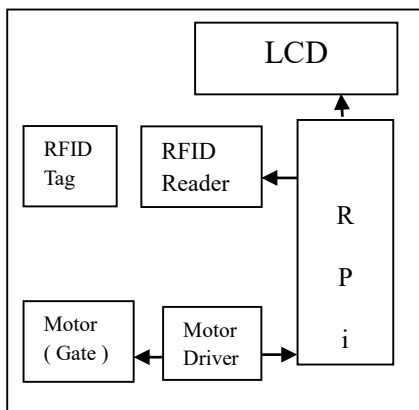 LCD
RFID
Tag
RFID
Reader
R
P
i
Motor
( Gate )
Motor
Driver